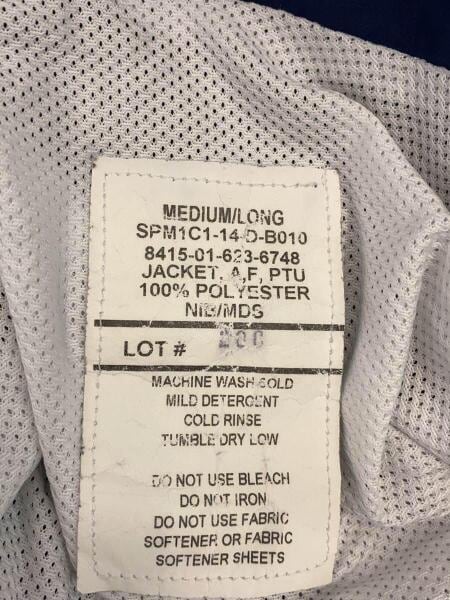 MEDIUM/LONG
SPM1C1-14-D-B010
8415-01-623-6748
JACKET, A,F, PTU
100% POLYESTER
NIB/MDS
LOT #
MACHINE WASH COLD
MILD DETERGENT
COLD RINSE
TUMBLE DRY LOW
DO NOT USE BLEACH
DO NOT IRON
DO NOT USE FABRIC
SOFTENER OR FABRIC
SOFTENER SHEETS